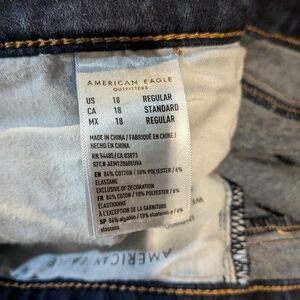 AMERICAN EAGLE
OUTFITTERS
US 18 REGULAR
CA 18 STANDARD
MX 18 REGULAR
MADE IN CHINA / FABRIQUÉ EN CHINE /
HECHO EN CHINA
RN 54485/CA 03873
EN 84% COTTON / 10% POLYESTER / 6%
ELASTANE
EXCLUSIVE OF DECORATION
FR 84% COTON / 10% POLYESTER / 6%
ÉLASTHANNE
À L'EXCEPTION DE LA GARNITURE
SP 84% algodón / 10% / 6%
AMERICAN EAGLE